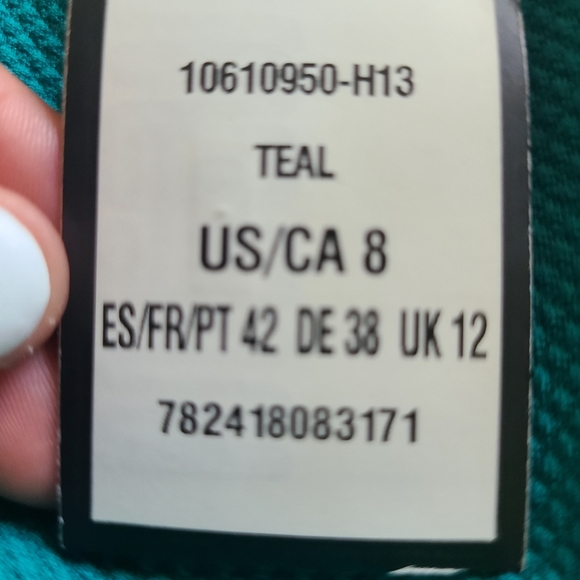 10610950-H13
TEAL
US/CA 8
ES/FR/PT 42 DE 38 UK 12
782418083171